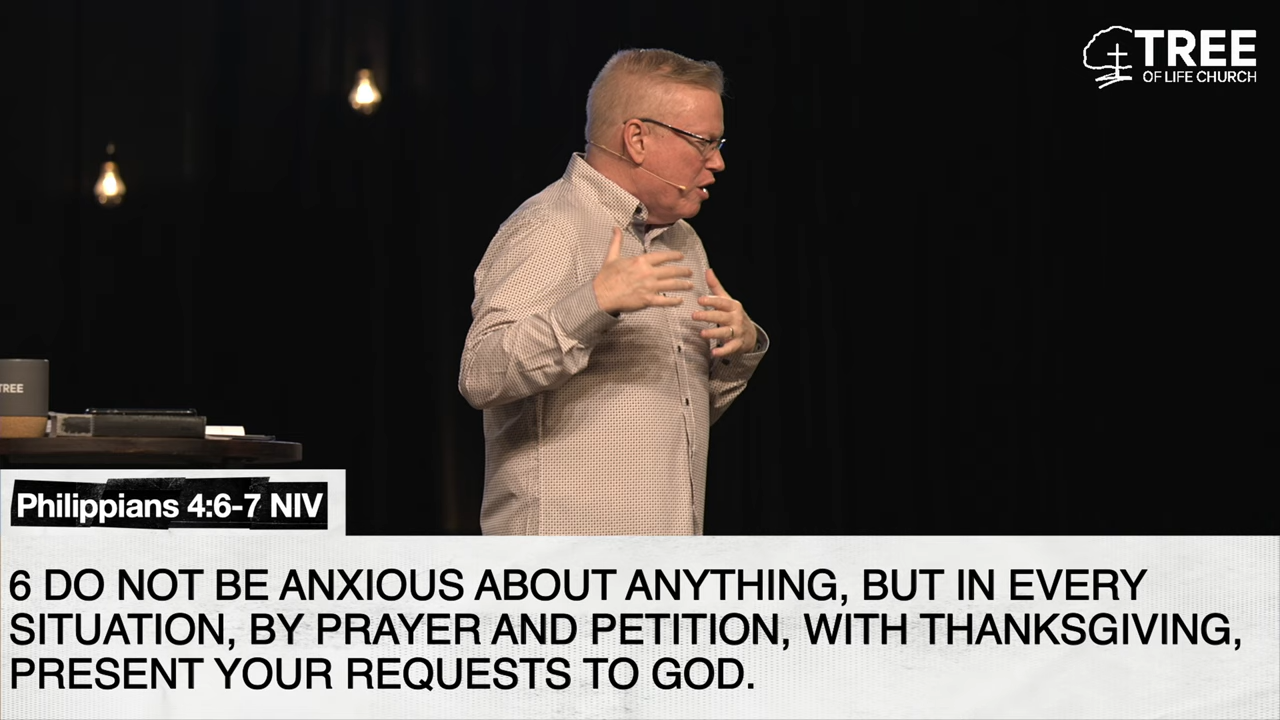 TREE
OF LIFE CHURCH
TREE
Philippians 4:6-7 NIV
6 DO NOT BE ANXIOUS ABOUT ANYTHING, BUT IN EVERY
SITUATION, BY PRAYER AND PETITION, WITH THANKSGIVING,
PRESENT YOUR REQUESTS TO GOD.